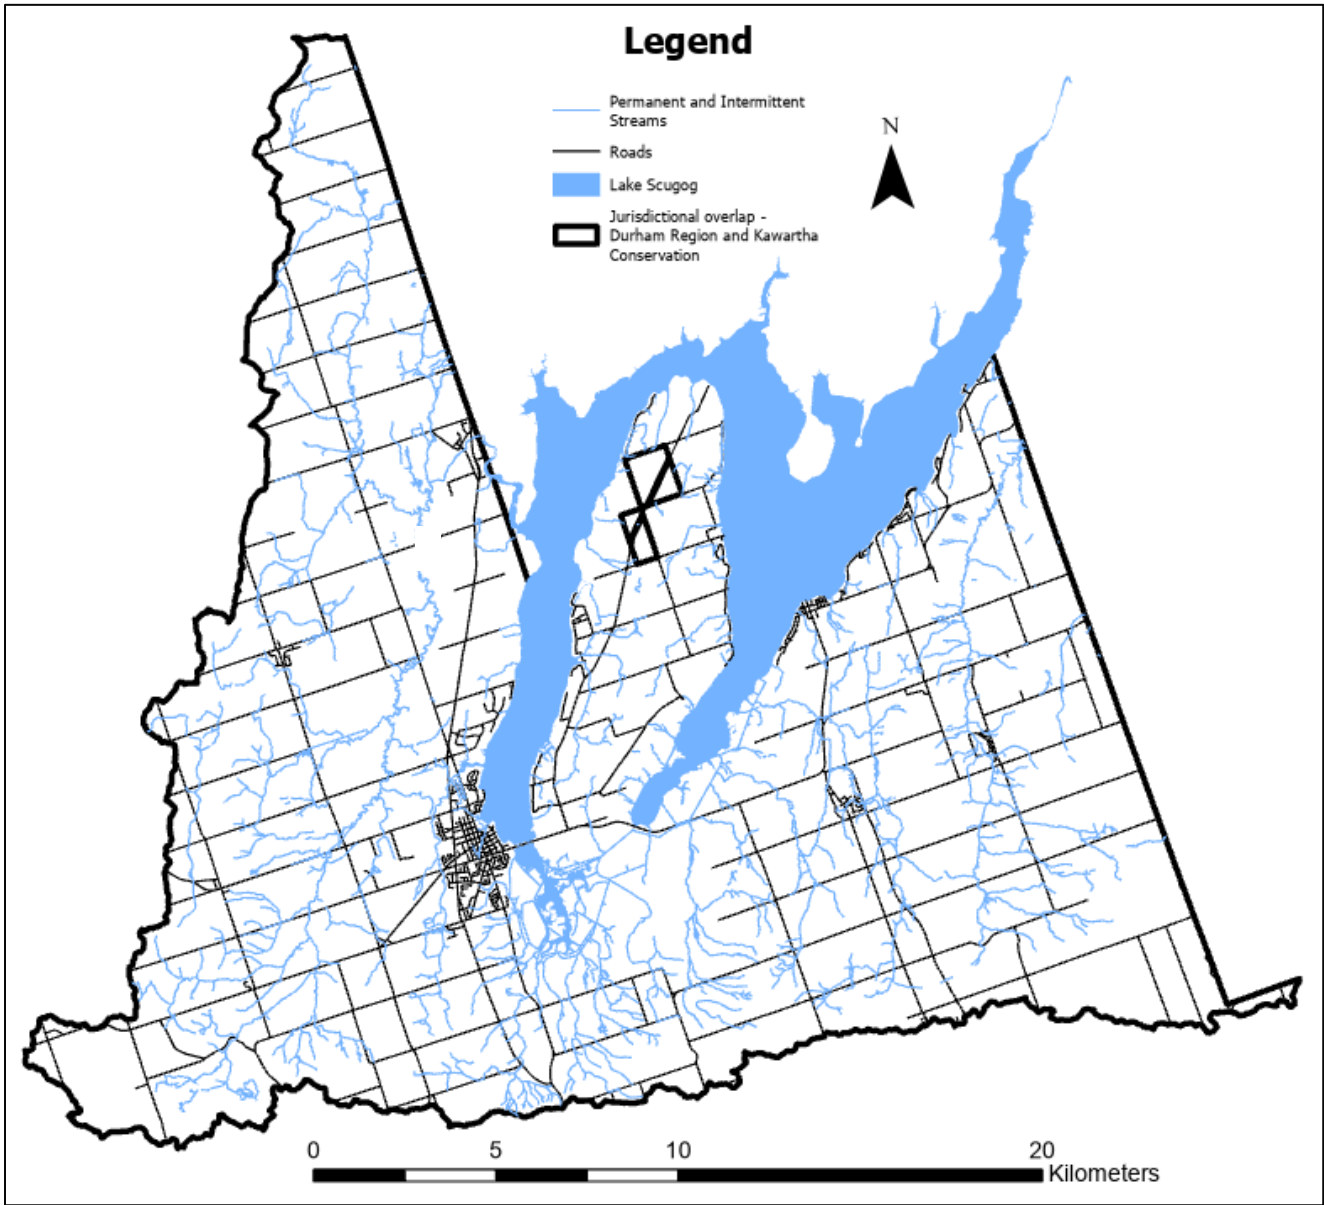 Legend
Permanent and Intermittent
Streams
Roads
Lake Scugog
Jurisdictional overlap -
Durham Region and Kawartha
Conservation
N
0 5 10 20
Kilometers